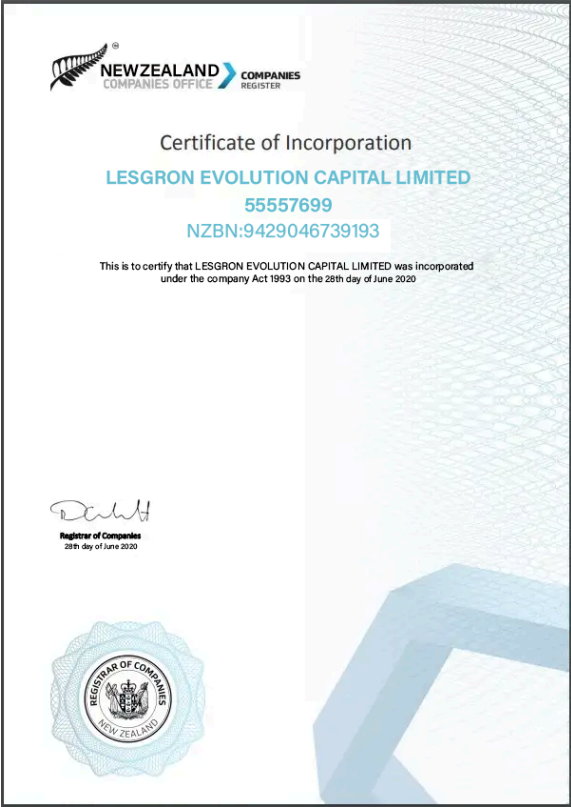 ®
NEWZEALAND
COMPANIES OFFICE
COMPANIES
REGISTER
Certificate of Incorporation
LESGRON EVOLUTION CAPITAL LIMITED
55557699
NZBN:9429046739193
This is to certify that LESGRON EVOLUTION CAPITAL LIMITED was incorporated
under the company Act 1993 on the 28th day of June 2020
Registrar of Companies
28th day of June 2020
REGISTRAR OF COMPANIES
NEW ZEALAND